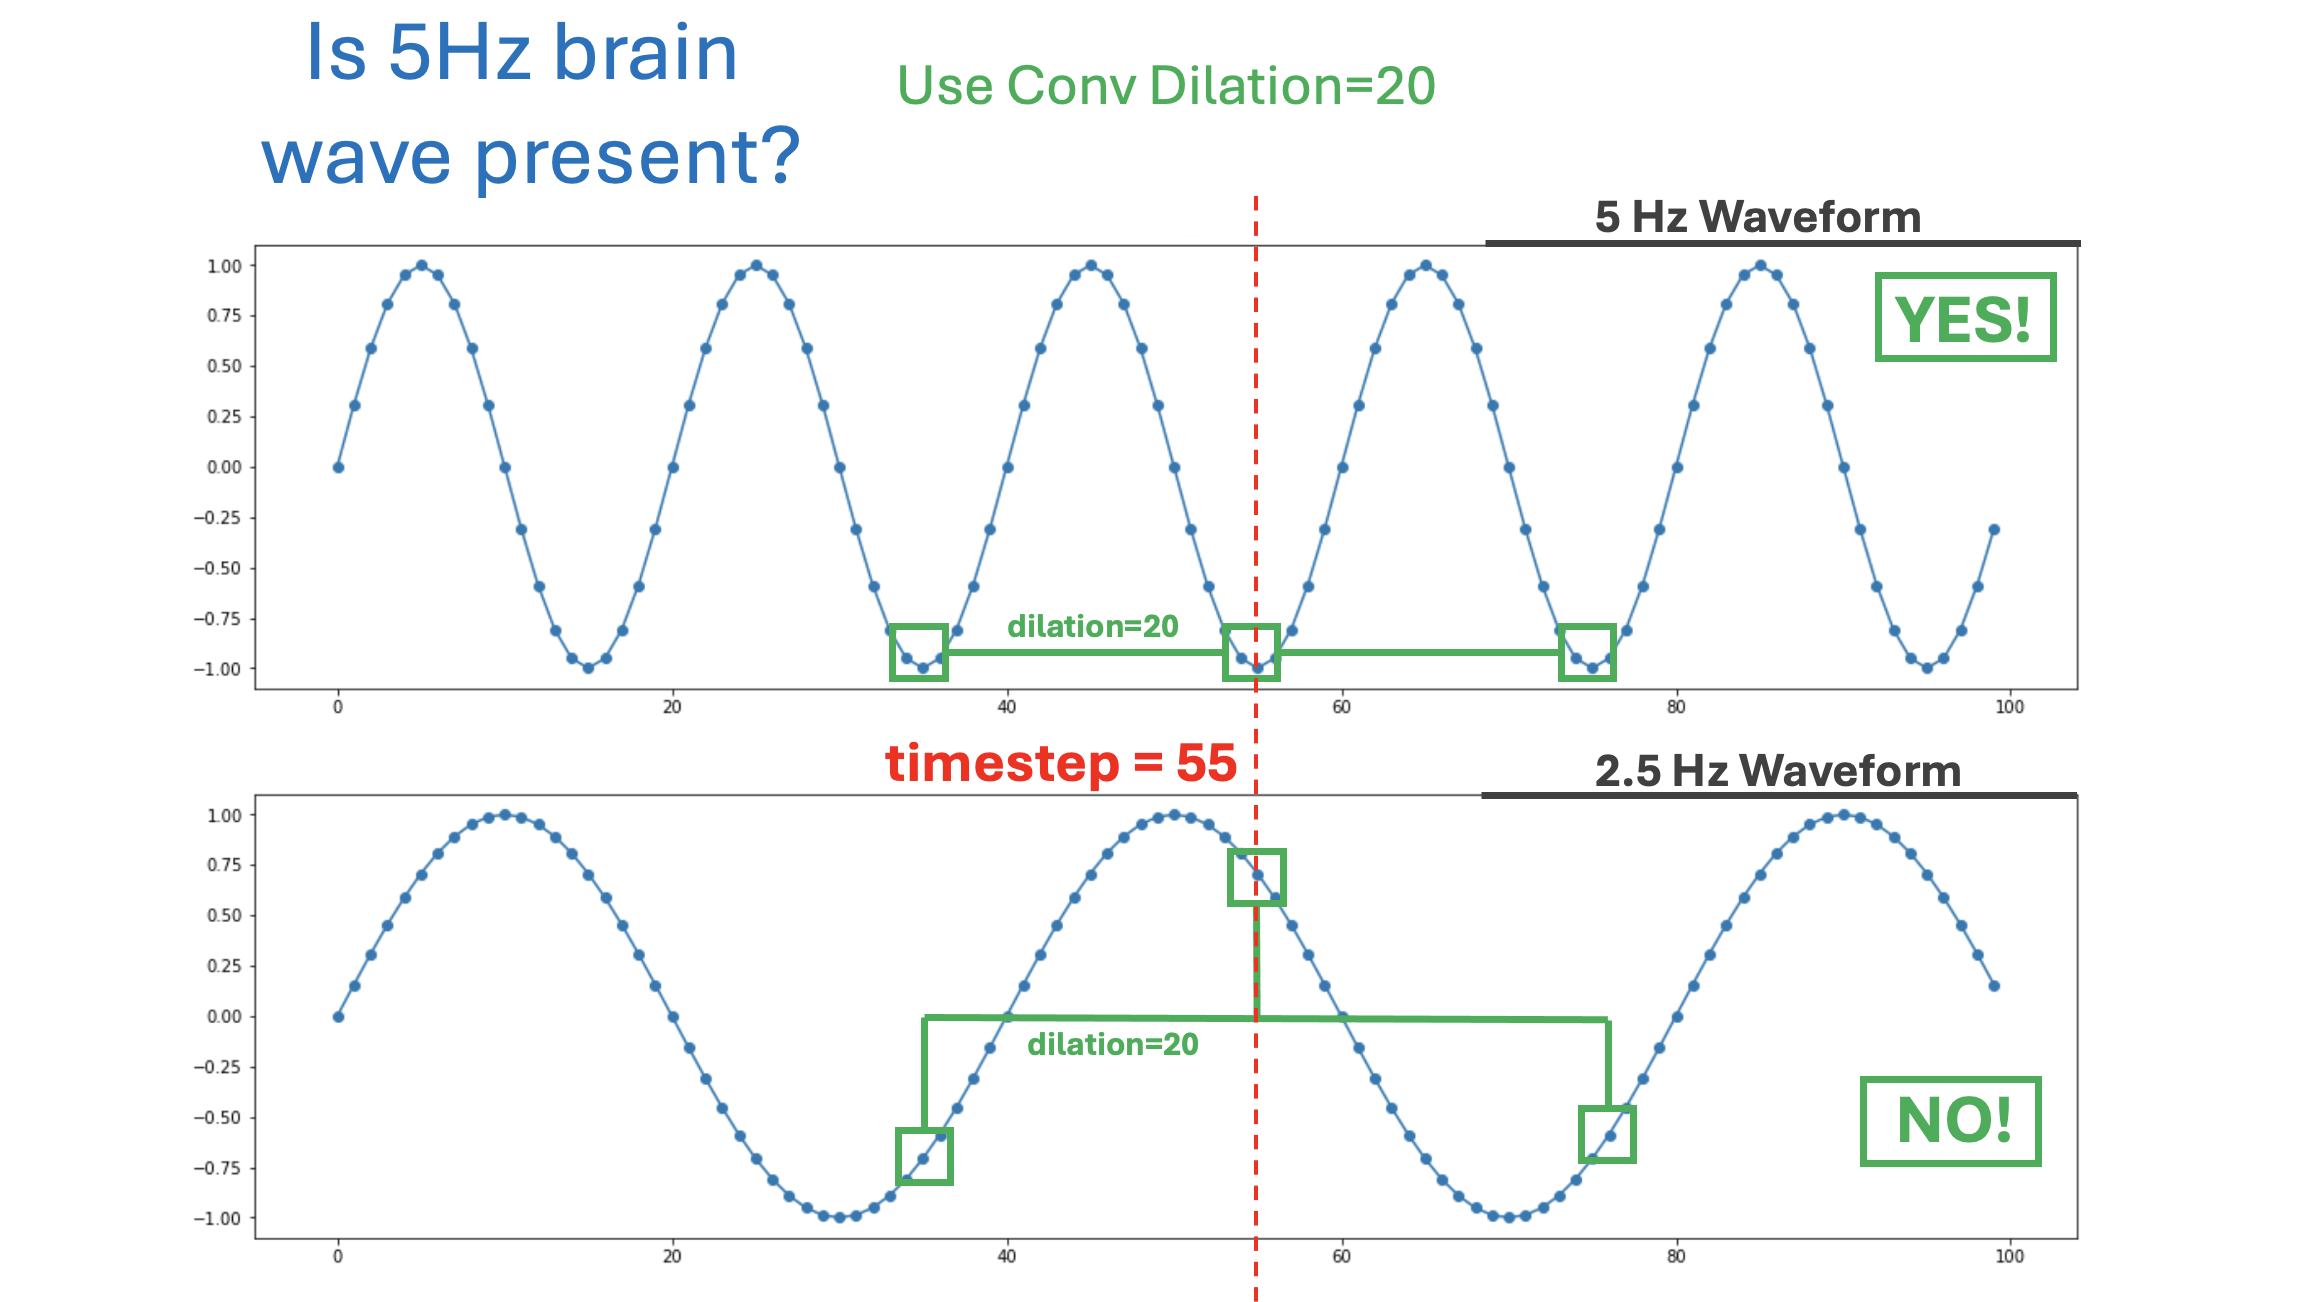 Is 5Hz brain
wave present?
Use Conv Dilation=20
5 Hz Waveform
1.00
0.75
0.50
0.25
0.00
−0.25
−0.50
−0.75
−1.00
YES!
dilation=20
0 20 40 60 80 100
timestep = 55
2.5 Hz Waveform
1.00
0.75
0.50
0.25
0.00
−0.25
−0.50
−0.75
−1.00
dilation=20
NO!
0 20 40 60 80 100